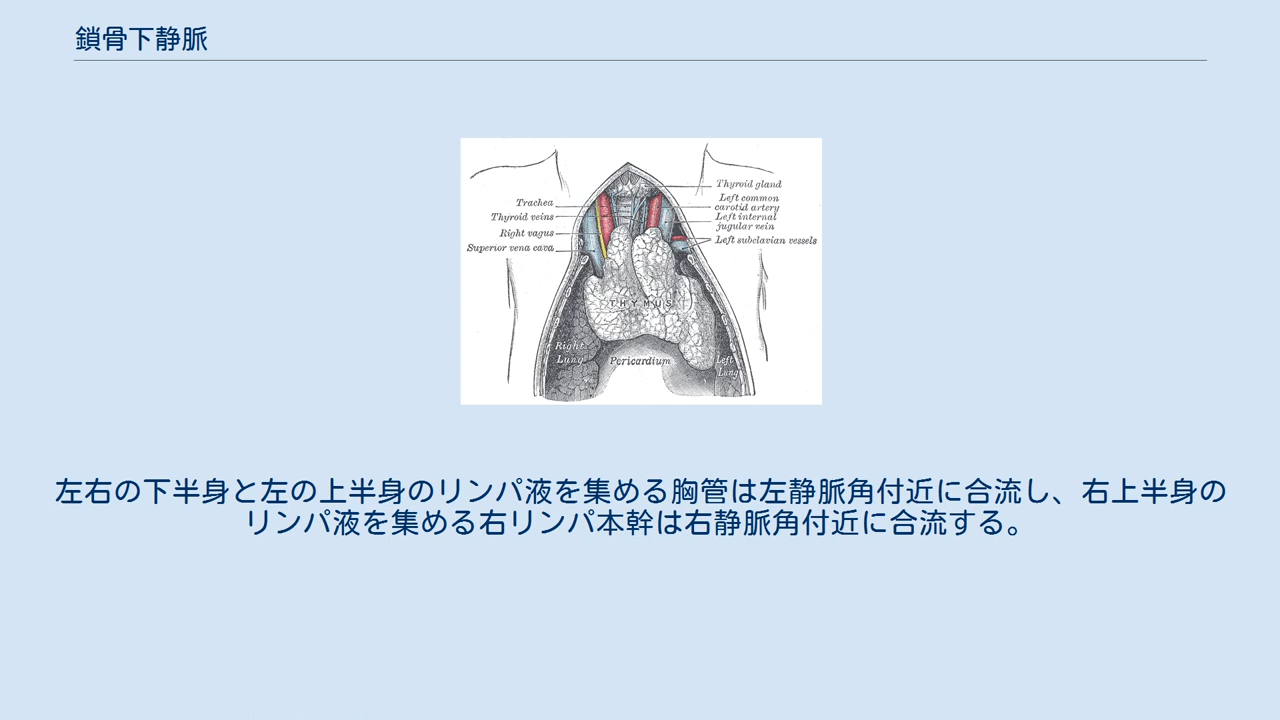 鎖骨下静脈
Trachea
Thyroid veins
Right vagus
Superior vena cava
Thyroid gland
Left common
carotid artery
Left internal
jugular vein
Left subclavian vessels
THYMUS
Right
Lung
Pericardium
Left
Lung
左右の下半身と左の上半身のリンパ液を集める胸管は左静脈角付近に合流し、右上半身の
リンパ液を集める右リンパ本幹は右静脈角付近に合流する。